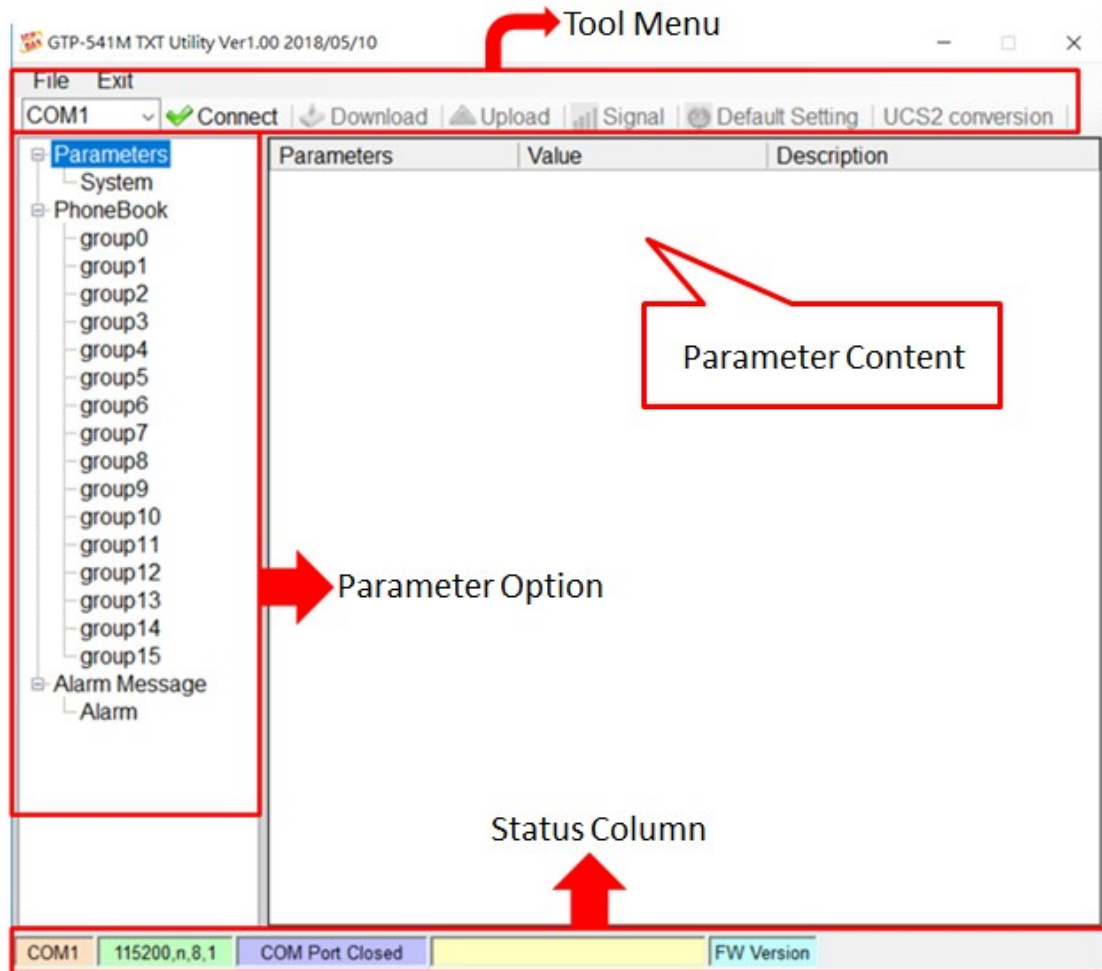 Tool Menu
GTP-541M TXT Utility Ver1.00 2018/05/10
File Exit
COM1 Connect Download Upload Signal Default Setting UCS2 conversion
Parameters
System
PhoneBook
group0
group1
group2
group3
group4
group5
group6
group7
group8
group9
group10
group11
group12
group13
group14
group15
Alarm Message
Alarm
Parameters Value Description
Parameter Content
Parameter Option
Status Column
COM1 115200,n,8,1 COM Port Closed FW Version